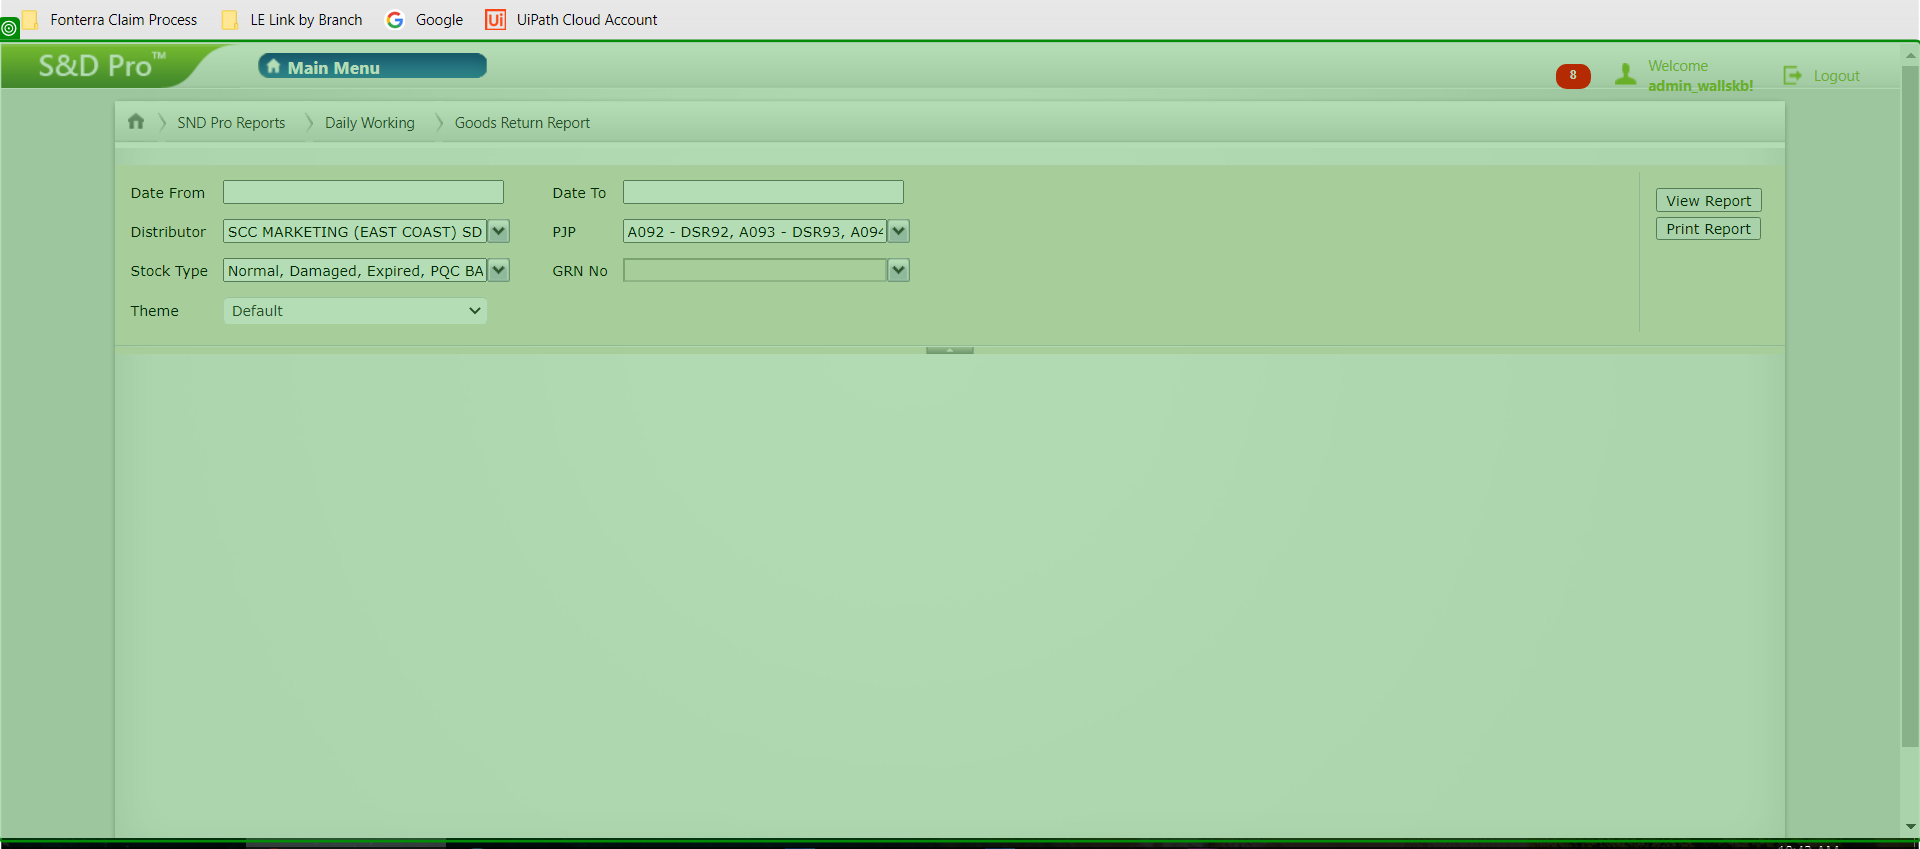 Fonterra Claim Process LE Link by Branch Google Ui UiPath Cloud Account
S&D Pro™ Main Menu 8 Welcome
admin_wallskb! Logout
SND Pro Reports Daily Working Goods Return Report
Date From Date To View Report
Distributor SCC MARKETING (EAST COAST) SD PJP A092 - DSR92, A093 - DSR93, A094 Print Report
Stock Type Normal, Damaged, Expired, PQC BA GRN No
Theme Default